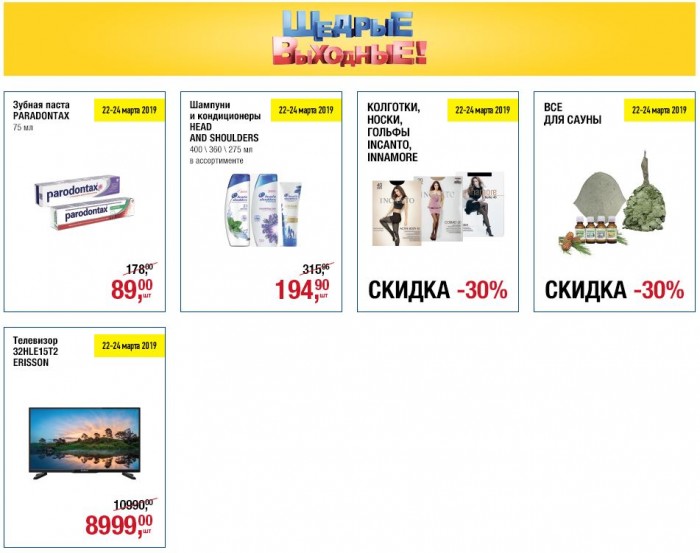 ЩЕДРЫЕ
ВЫХОДНЫЕ!
Зубная паста
PARADONTAX
75 мл
22-24 марта 2019
parodontax
parodontax
178,00
89,00
шт
Шампуни
и кондиционеры
HEAD
AND SHOULDERS
400 \ 360 \ 275 мл
в ассортименте
22-24 марта 2019
315,96
194,90
шт
КОЛГОТКИ,
НОСКИ,
ГОЛЬФЫ
INCANTO,
INNAMORE
22-24 марта 2019
СКИДКА -30%
ВСЕ
ДЛЯ САУНЫ
22-24 марта 2019
СКИДКА -30%
Телевизор
32HLE15T2
ERISSON
22-24 марта 2019
10990,00
8999,00
шт